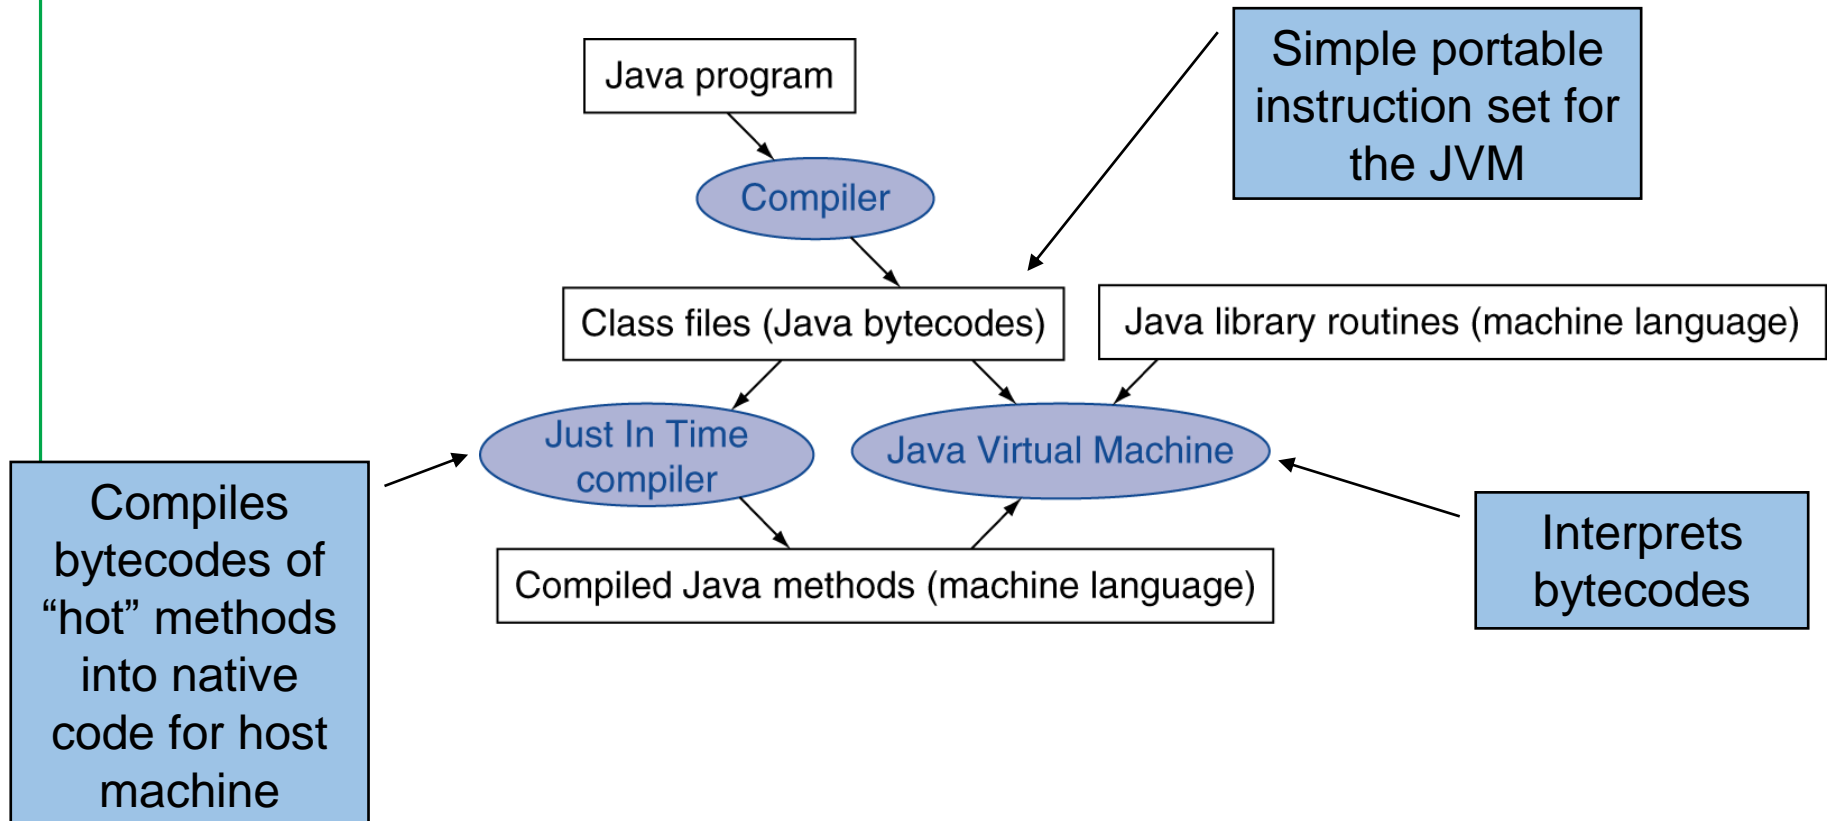 Java program
Simple portable
instruction set for
the JVM
Compiler
Class files (Java bytecodes)
Java library routines (machine language)
Just In Time
compiler
Java Virtual Machine
Compiles
bytecodes of
“hot” methods
into native
code for host
machine
Interprets
bytecodes
Compiled Java methods (machine language)